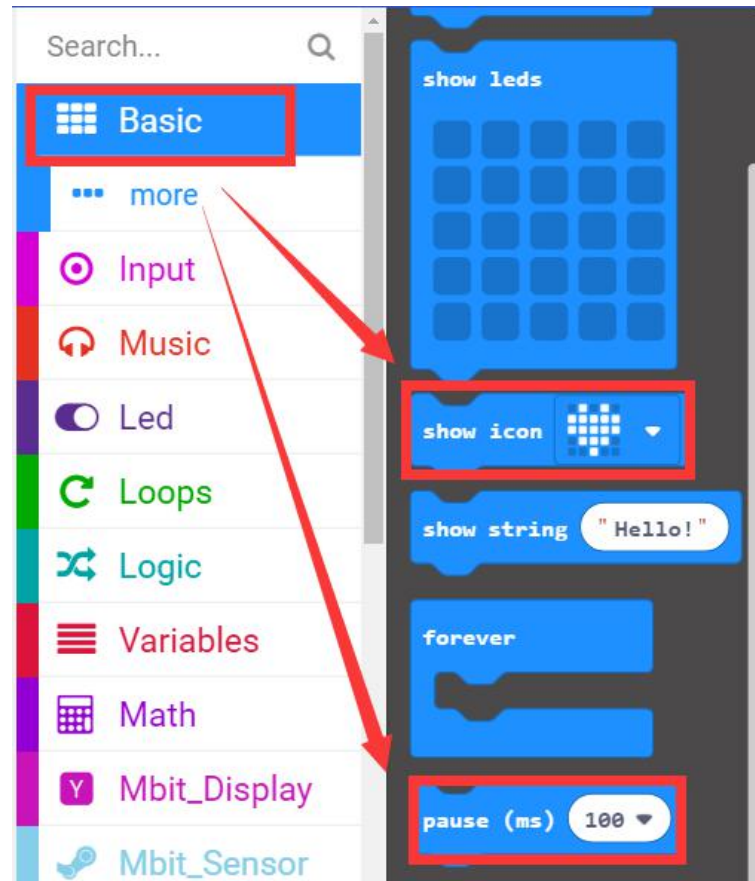 Search...
Basic
more
Input
Music
Led
Loops
Logic
Variables
Math
Y Mbit_Display
Mbit_Sensor
show leds
show icon
show string "Hello!"
forever
pause (ms) 100